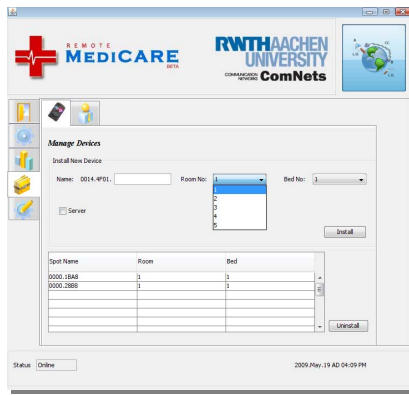 REMOTE
MEDICARE
BETA
RWTHAACHEN
UNIVERSITY
COMMUNICATION
NETWORKS
ComNets
Manage Devices
Install New Device
Name: 0014.4F01.
Room No: 1
Bed No: 1
1
2
3
4
5
Server
Install
Spot Name Room Bed
0000.1BA8 1 1
0000.28BB 1 1
Uninstall
Status Online
2009.May.19 AD 04:09 PM